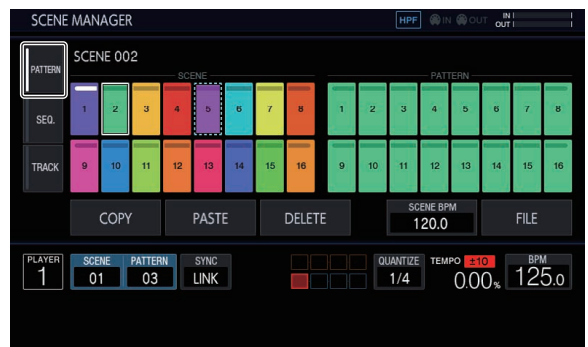 SCENE MANAGER
HPF
IN
OUT
IN
OUT
PATTERN
SCENE 002
SCENE
PATTERN
1 2 3 4 5 6 7 8 1 2 3 4 5 6 7 8
SEQ.
TRACK
9 10 11 12 13 14 15 16 9 10 11 12 13 14 15 16
COPY PASTE DELETE
SCENE BPM
120.0
FILE
PLAYER
1
SCENE PATTERN SYNC
01 03 LINK
QUANTIZE
1/4
TEMPO ±10
0.00%
BPM
125.0